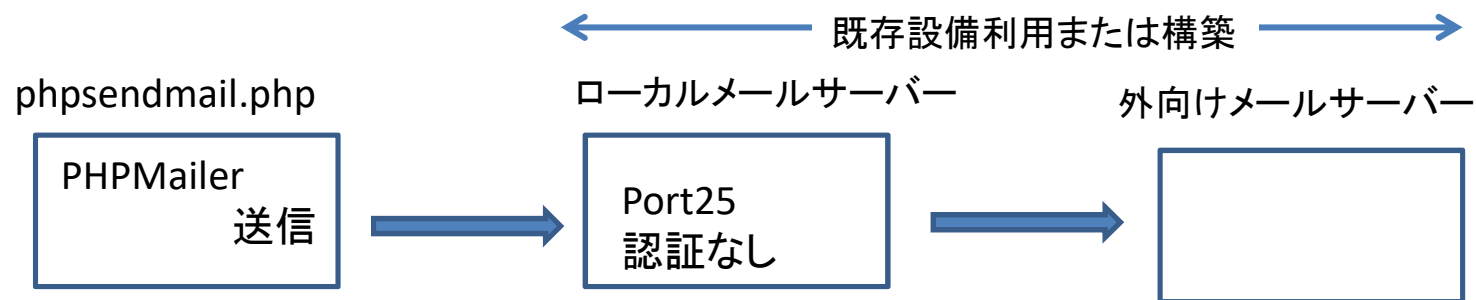 既存設備利用または構築
phpsendmail.php
ローカルメールサーバー
外向けメールサーバー
PHPMailer
送信
Port25
認証なし